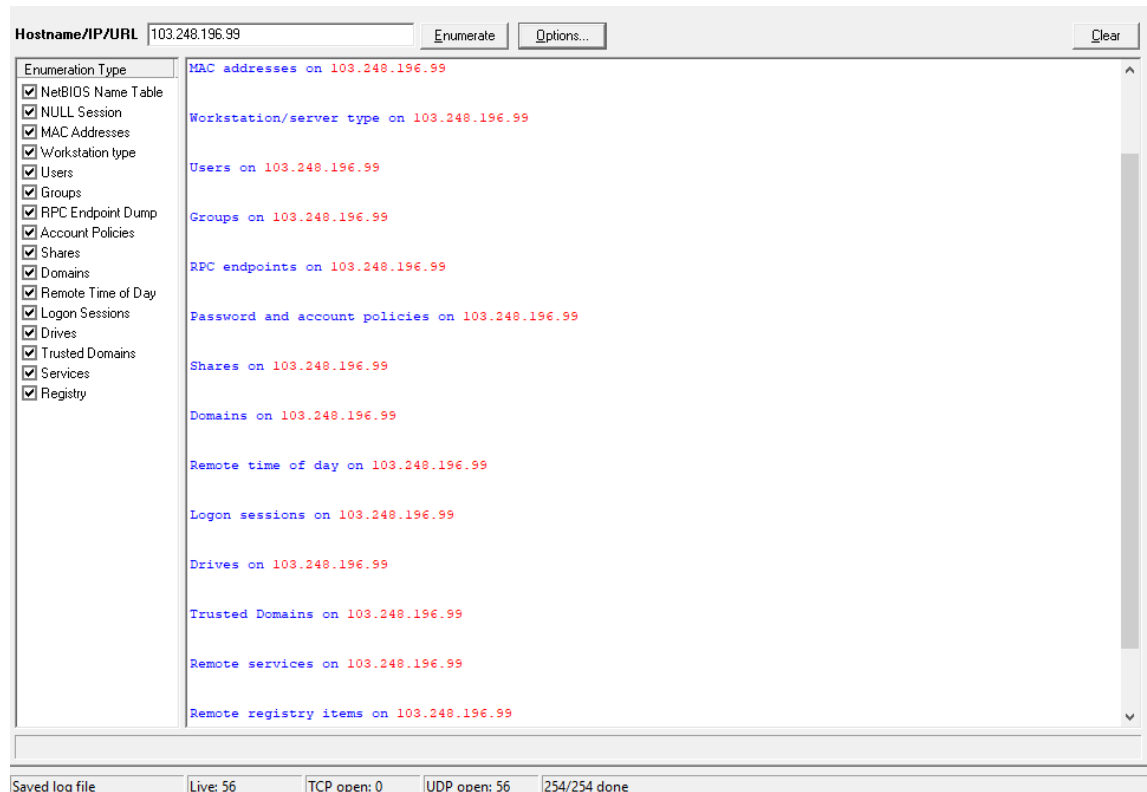 Hostname/IP/URL 103.248.196.99 Enumerate Options... Clear
Enumeration Type
NetBIOS Name Table
NULL Session
MAC Addresses
Workstation type
Users
Groups
RPC Endpoint Dump
Account Policies
Shares
Domains
Remote Time of Day
Logon Sessions
Drives
Trusted Domains
Services
Registry
MAC addresses on 103.248.196.99
Workstation/server type on 103.248.196.99
Users on 103.248.196.99
Groups on 103.248.196.99
RPC endpoints on 103.248.196.99
Password and account policies on 103.248.196.99
Shares on 103.248.196.99
Domains on 103.248.196.99
Remote time of day on 103.248.196.99
Logon sessions on 103.248.196.99
Drives on 103.248.196.99
Trusted Domains on 103.248.196.99
Remote services on 103.248.196.99
Remote registry items on 103.248.196.99
Saved log file Live: 56 TCP open: 0 UDP open: 56 254/254 done